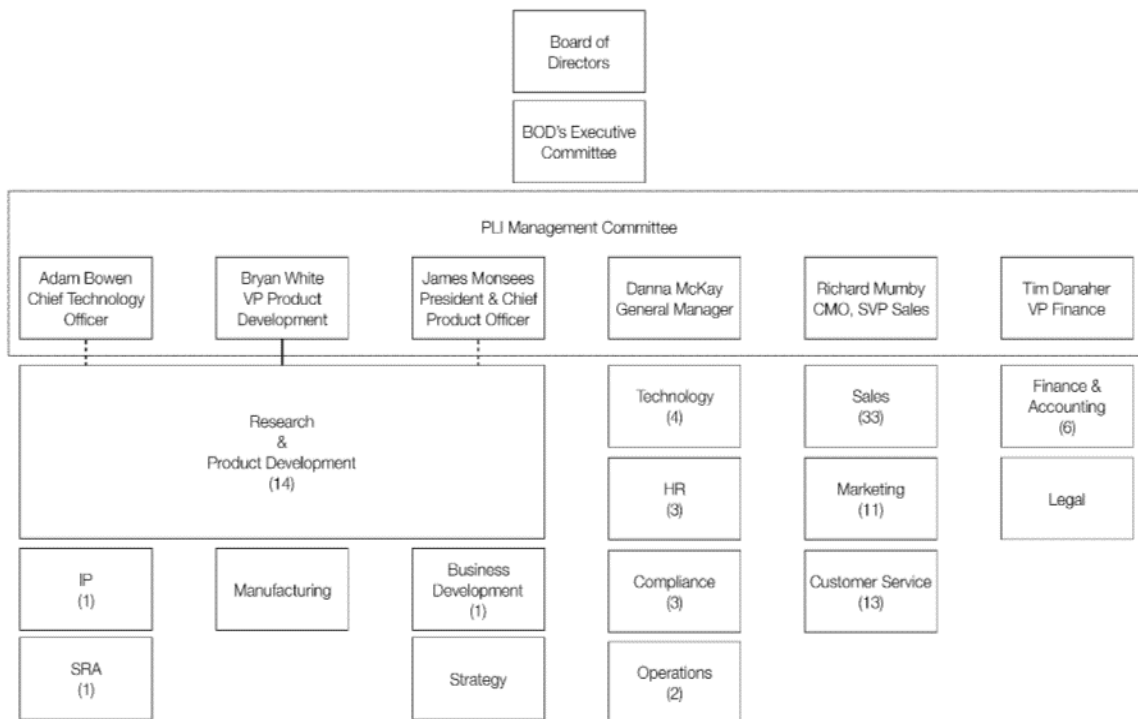 Board of
Directors
BOD's Executive
Committee
PLI Management Committee
Adam Bowen
Chief Technology
Officer
Bryan White
VP Product
Development
James Monsees
President & Chief
Product Officer
Danna McKay
General Manager
Richard Mumby
CMO, SVP Sales
Tim Danaher
VP Finance
Research
&
Product Development
(14)
Technology
(4)
Sales
(33)
Finance &
Accounting
(6)
HR
(3)
Marketing
(11)
Legal
IP
(1)
Manufacturing
Business
Development
(1)
Compliance
(3)
Customer Service
(13)
SRA
(1)
Strategy
Operations
(2)